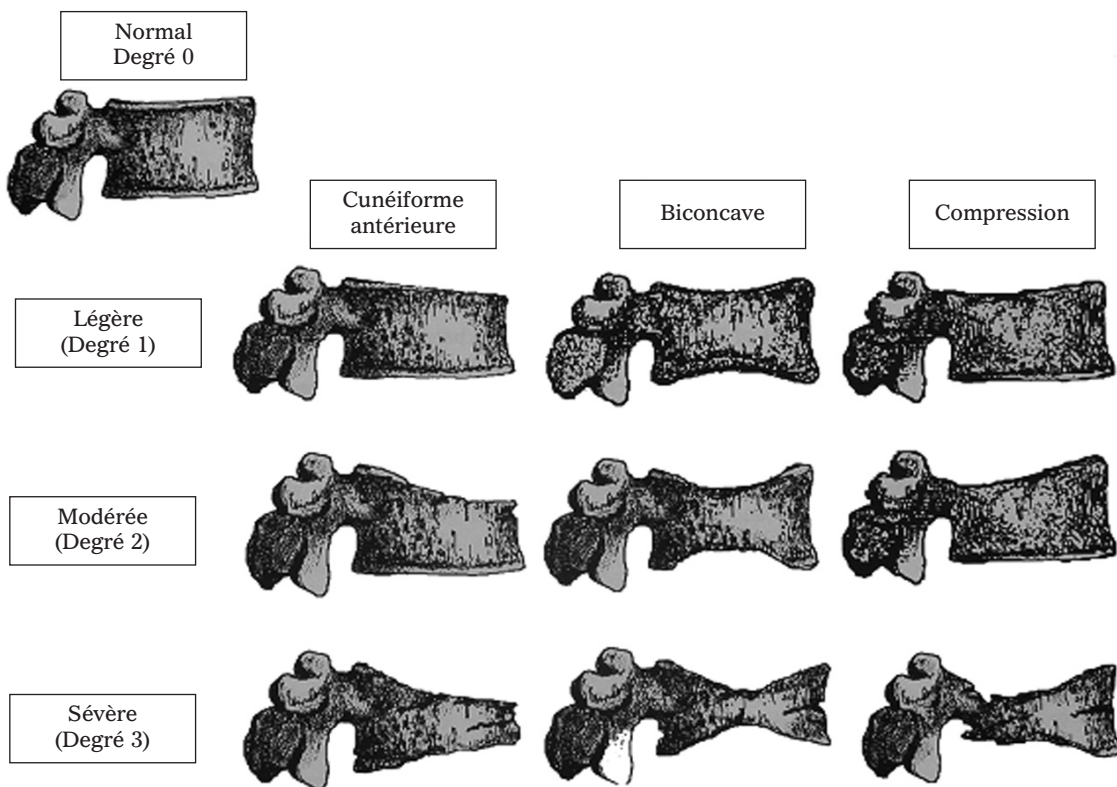 Normal
Degré 0
Cunéiforme
antérieure
Biconcave
Compression
Légère
(Degré 1)
Modérée
(Degré 2)
Sévère
(Degré 3)